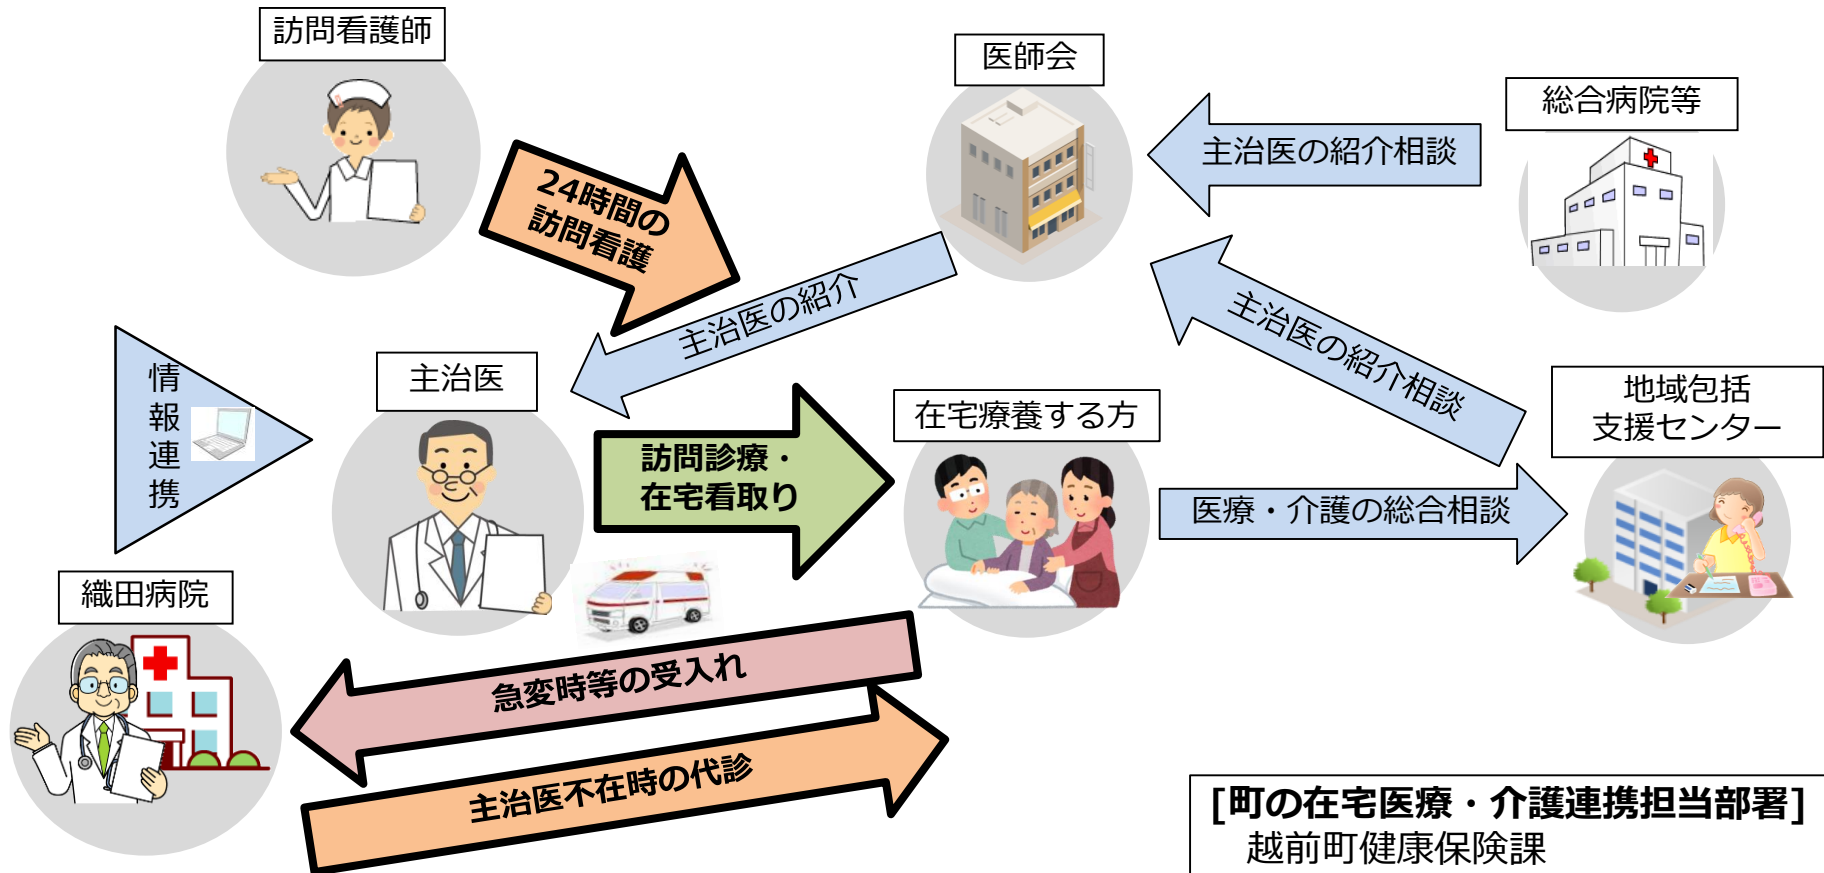 訪問看護師
医師会
総合病院等
主治医の紹介相談
24時間の
訪問看護
主治医の紹介
主治医の紹介相談
情報連携
主治医
訪問診療・
在宅看取り
在宅療養する方
地域包括
支援センター
医療・介護の総合相談
織田病院
急変時等の受入れ
主治医不在時の代診
[町の在宅医療・介護連携担当部署]
越前町健康保険課